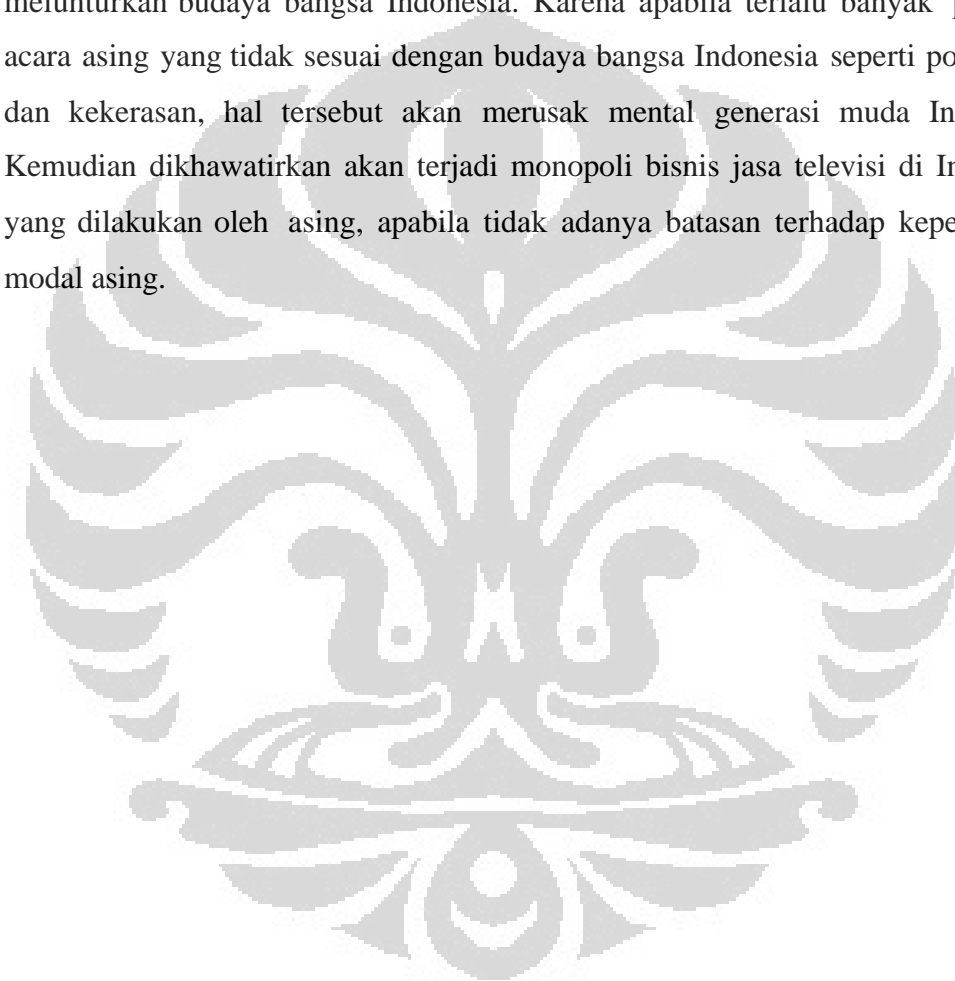 melunturkan budaya bangsa Indonesia. Karena apabila terlalu banyak
acara asing yang tidak sesuai dengan budaya bangsa Indonesia seperti po
dan kekerasan, hal tersebut akan merusak mental generasi muda In
Kemudian dikhawatirkan akan terjadi monopoli bisnis jasa televisi di In
yang dilakukan oleh asing, apabila tidak adanya batasan terhadap kepe
modal asing.